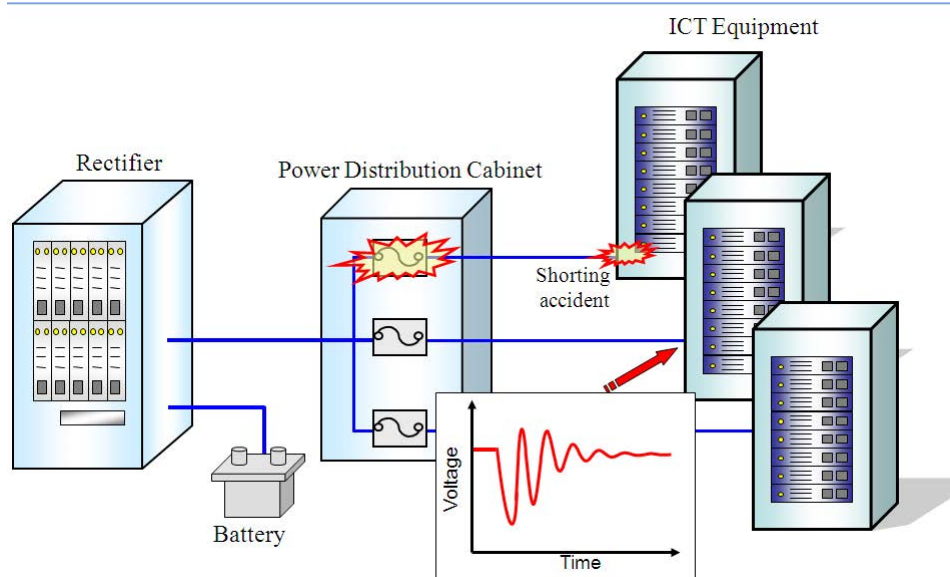 ICT Equipment
Rectifier
Power Distribution Cabinet
Shorting
accident
Voltage
Battery
Time